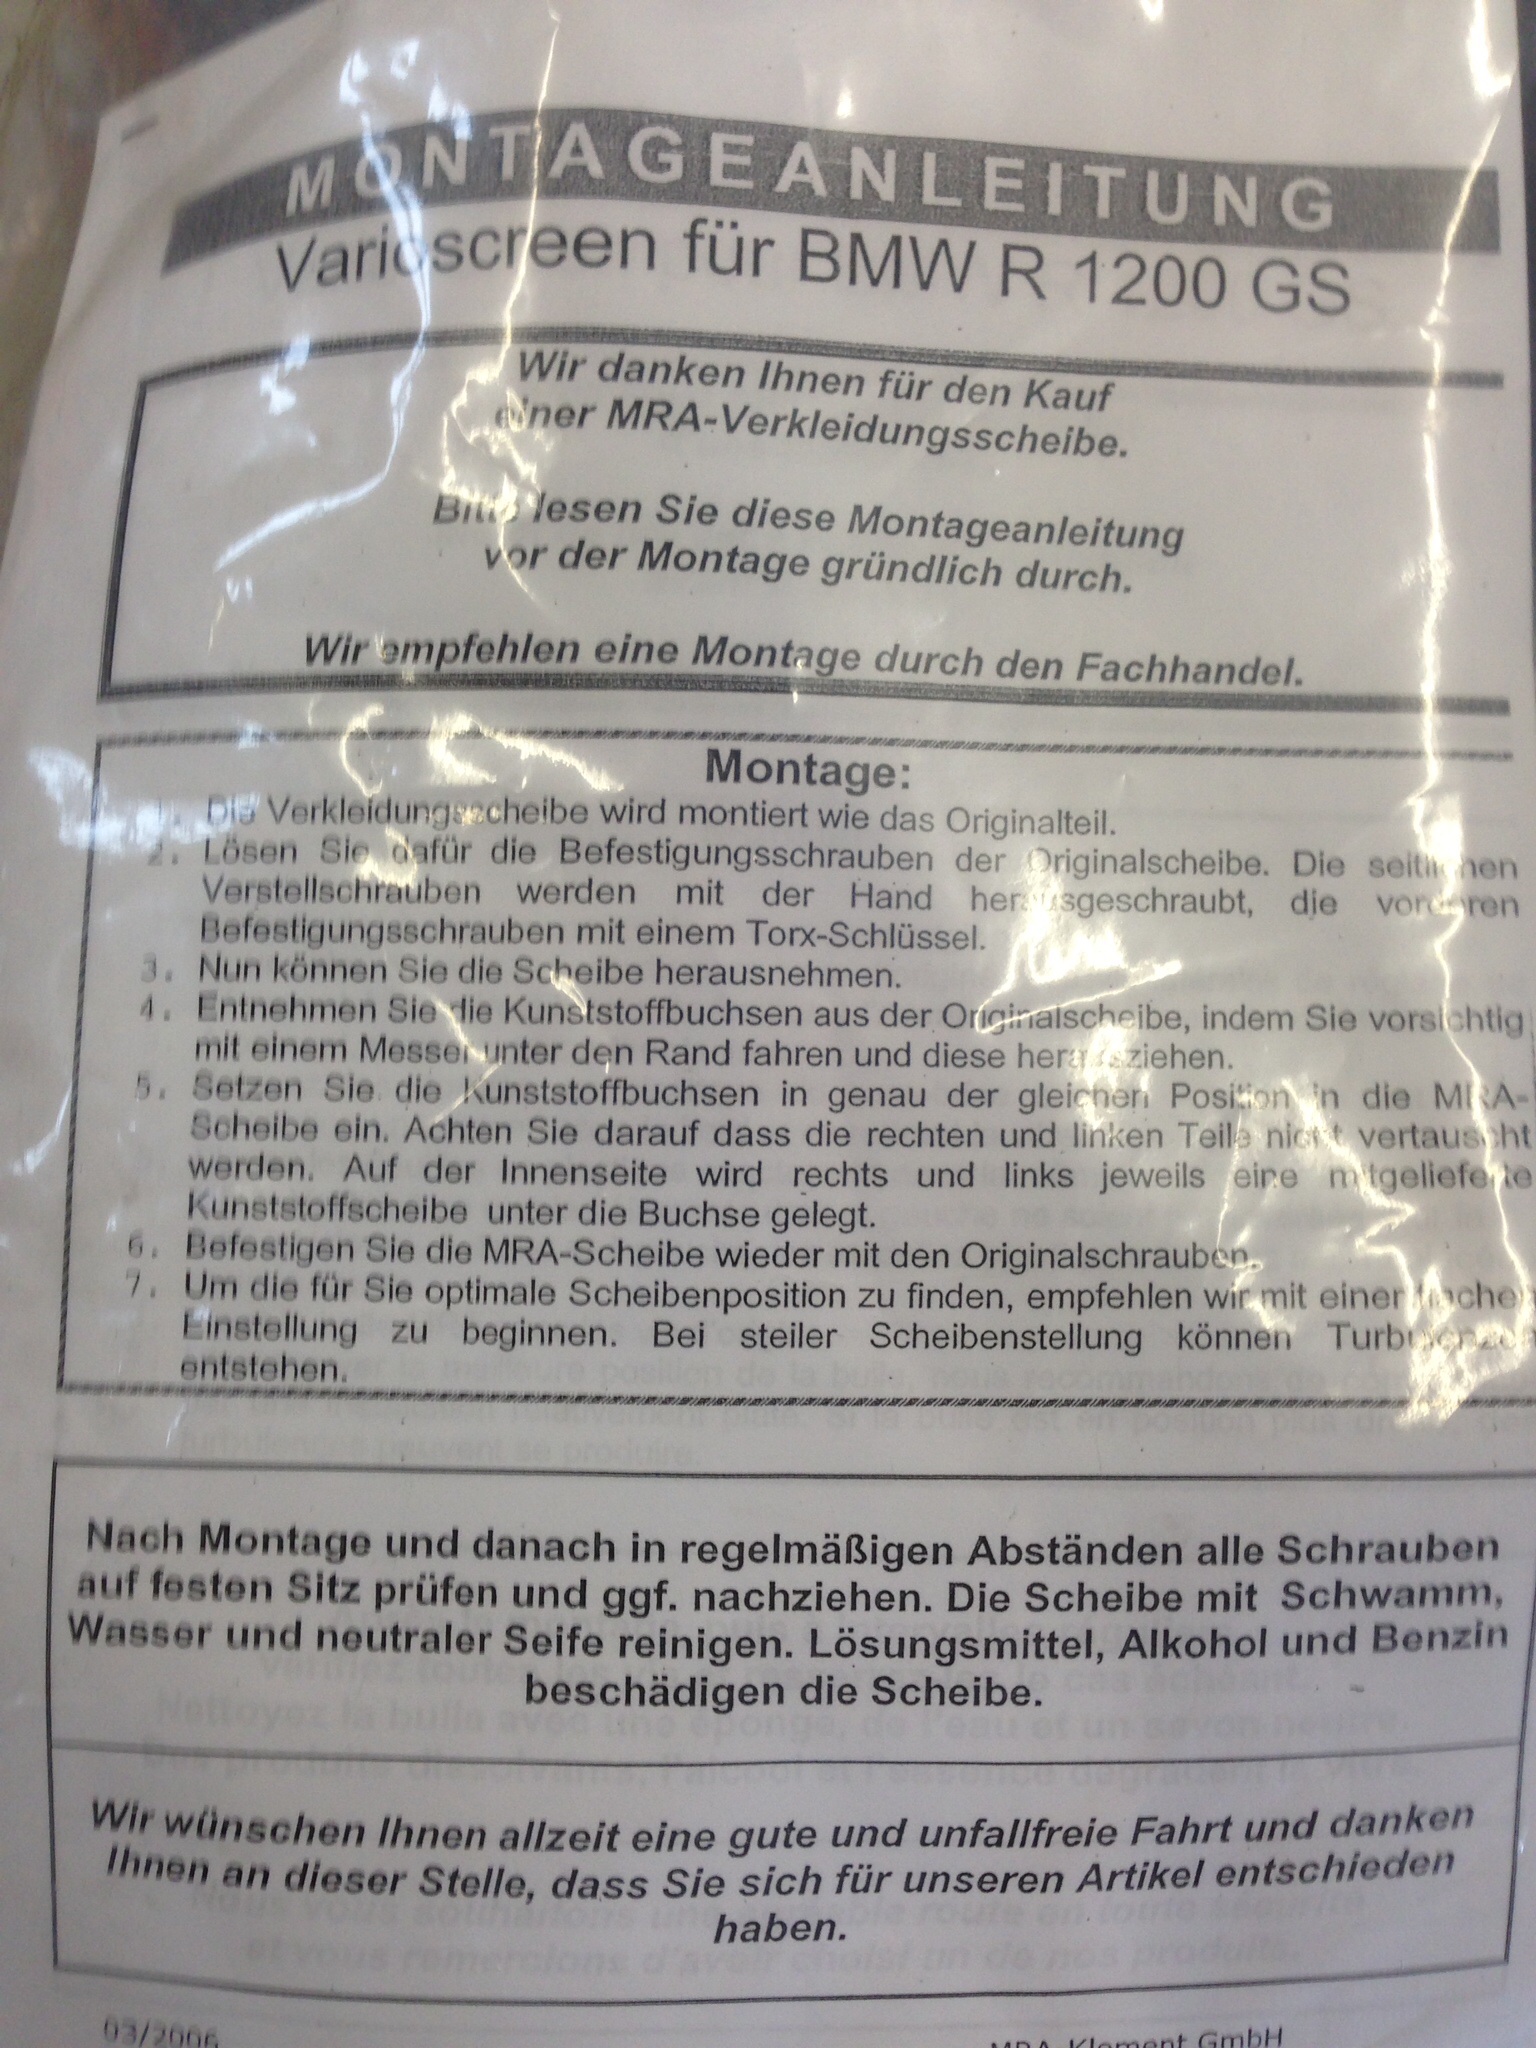 MONTAGEANLEITUNG
Varioscreen für BMW R 1200 GS
Wir danken Ihnen für den Kauf
einer MRA-Verkleidungsscheibe.
Bitte lesen Sie diese Montageanleitung
vor der Montage gründlich durch.
Wir empfehlen eine Montage durch den Fachhandel.
Montage:
1. Die Verkleidungsscheibe wird montiert wie das Originalteil.
2. Lösen Sie dafür die Befestigungsschrauben der Originalscheibe. Die seitlichen
Verstellschrauben werden mit der Hand herausgeschraubt, die vorderen
Befestigungsschrauben mit einem Torx-Schlüssel.
3. Nun können Sie die Scheibe herausnehmen.
4. Entnehmen Sie die Kunststoffbuchsen aus der Originalscheibe, indem Sie vorsichtig
mit einem Messer unter den Rand fahren und diese herausziehen.
5. Setzen Sie die Kunststoffbuchsen in genau der gleichen Position in die MRA-
Scheibe ein. Achten Sie darauf dass die rechten und linken Teile nicht vertauscht
werden. Auf der Innenseite wird rechts und links jeweils eine mitgelieferte
Kunststoffscheibe unter die Buchse gelegt.
6. Befestigen Sie die MRA-Scheibe wieder mit den Originalschrauben.
7. Um die für Sie optimale Scheibenposition zu finden, empfehlen wir mit einer flachen
Einstellung zu beginnen. Bei steiler Scheibenstellung können Turbulenzen
entstehen.
Nach Montage und danach in regelmäßigen Abständen alle Schrauben
auf festen Sitz prüfen und ggf. nachziehen. Die Scheibe mit Schwamm,
Wasser und neutraler Seife reinigen. Lösungsmittel, Alkohol und Benzin
beschädigen die Scheibe.
Wir wünschen Ihnen allzeit eine gute und unfallfreie Fahrt und danken
Ihnen an dieser Stelle, dass Sie sich für unseren Artikel entschieden
haben.
03/2006 MRA-Klement GmbH